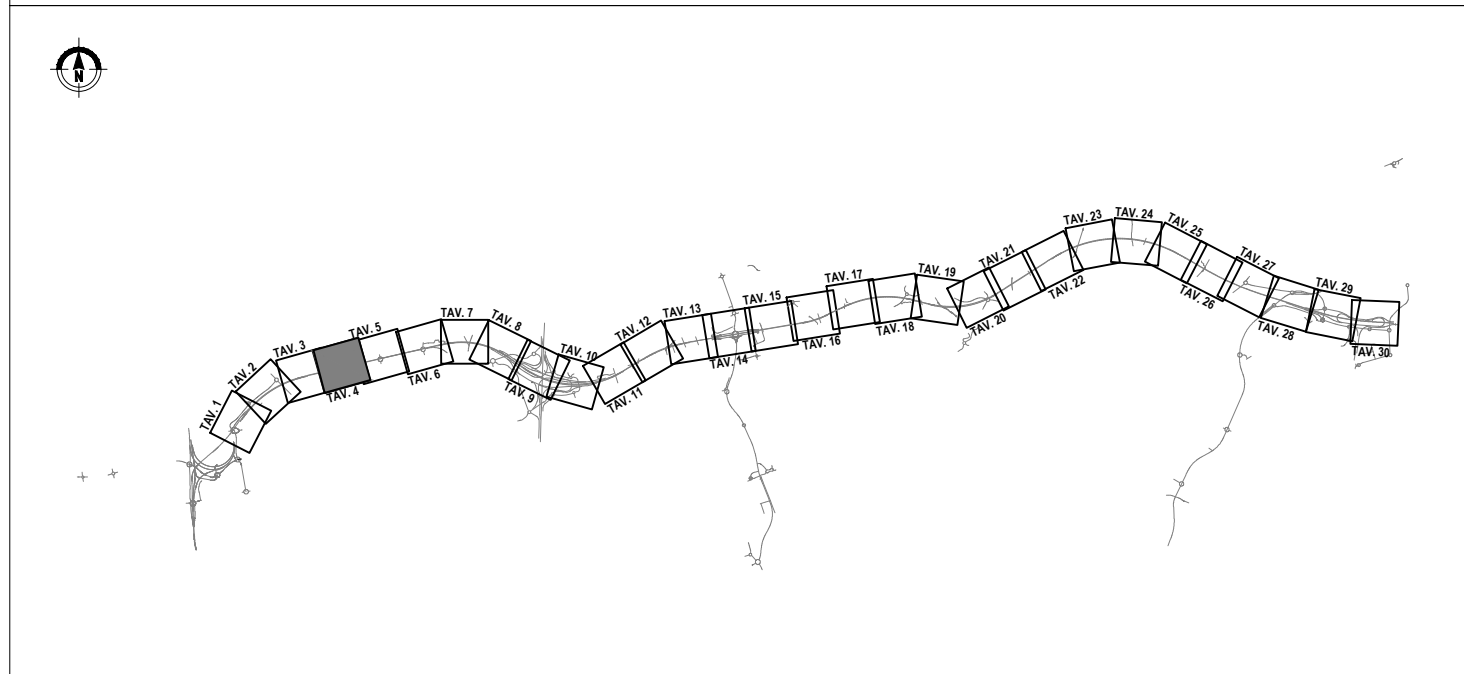 N
TAV. 1
TAV. 2
TAV. 3
TAV. 4
TAV. 5
TAV. 6
TAV. 7
TAV. 8
TAV. 9
TAV. 10
TAV. 11
TAV. 12
TAV. 13
TAV. 14
TAV. 15
TAV. 16
TAV. 17
TAV. 18
TAV. 19
TAV. 20
TAV. 21
TAV. 22
TAV. 23
TAV. 24
TAV. 25
TAV. 26
TAV. 27
TAV. 28
TAV. 29
TAV. 30